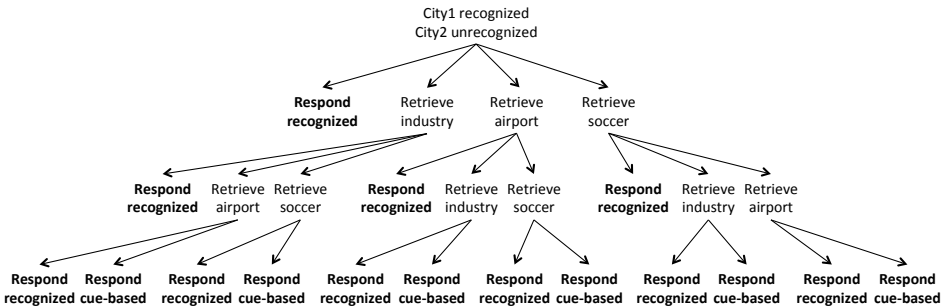 City1 recognized
City2 unrecognized
Respond Retrieve Retrieve Retrieve
recognized industry airport soccer
Respond Retrieve Retrieve Respond Retrieve Retrieve Respond Retrieve Retrieve
recognized airport soccer recognized industry soccer recognized industry airport
Respond Respond Respond Respond Respond Respond Respond Respond Respond Respond Respond Respond
recognized cue-based recognized cue-based recognized cue-based recognized cue-based recognized cue-based recognized cue-based